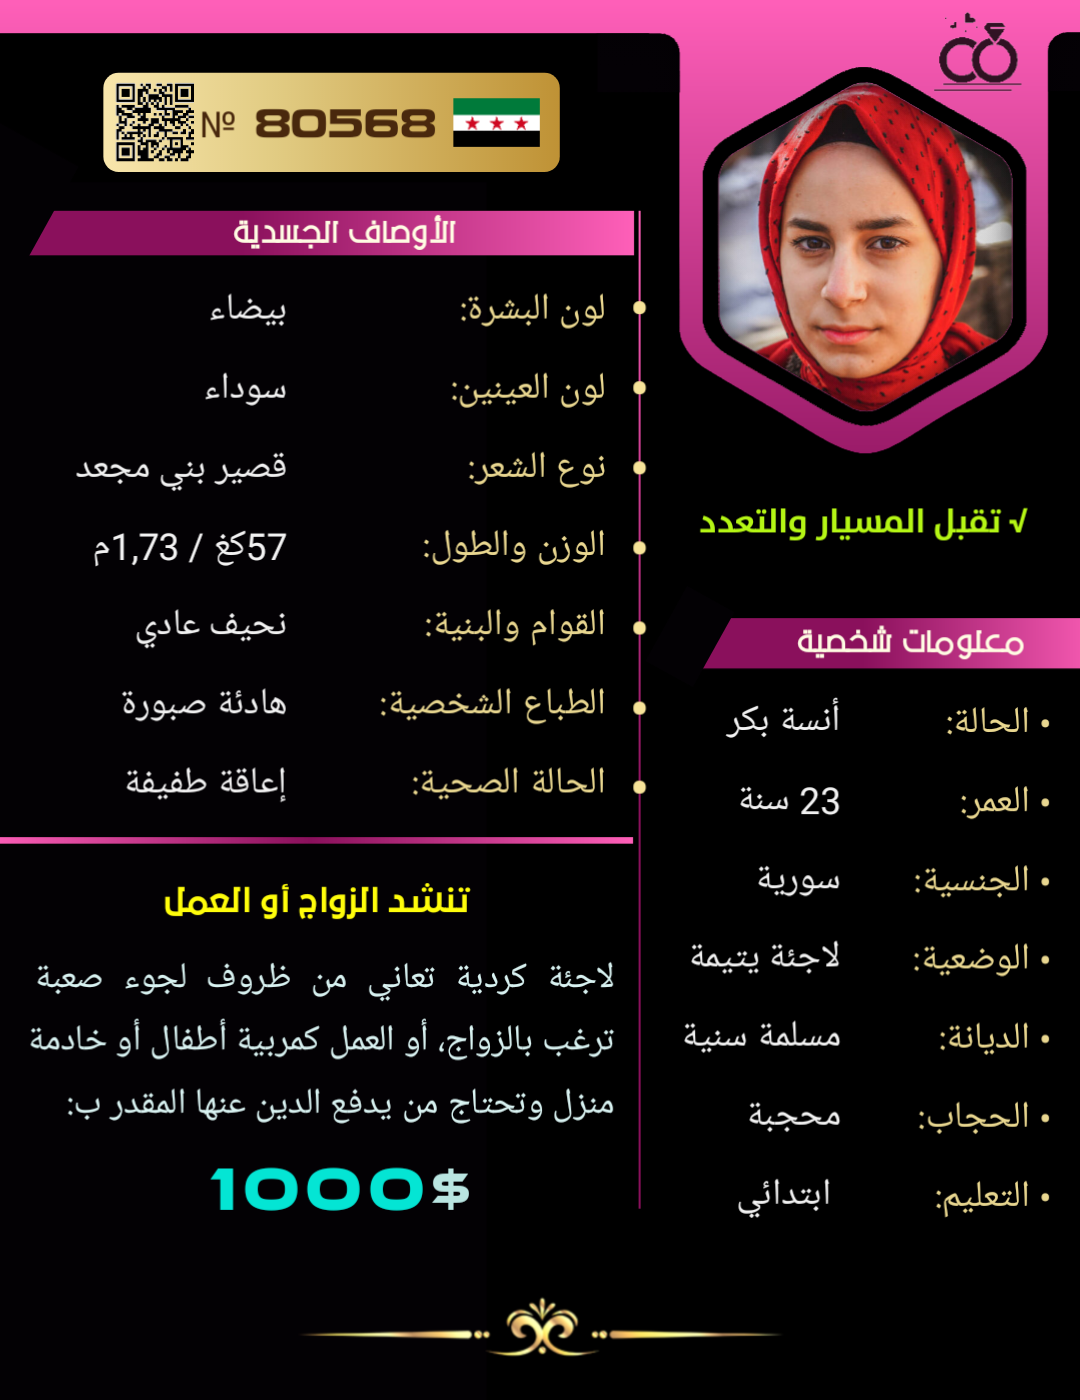 № 80568
√ تقبل المسيار والتعدد
معلومات شخصية
• الحالة: أنسة بكر
• العمر: 23 سنة
• الجنسية: سورية
• الوضعية: لاجئة يتيمة
• الديانة: مسلمة سنية
• الحجاب: محجبة
• التعليم: ابتدائي
الأوصاف الجسدية
لون البشرة: بيضاء
لون العينين: سوداء
نوع الشعر: قصير بني مجعد
الوزن والطول: 57كغ / 1,73م
القوام والبنية: نحيف عادي
الطباع الشخصية: هادئة صبورة
الحالة الصحية: إعاقة طفيفة
تنشد الزواج أو العمل
لاجئة كردية تعاني من ظروف لجوء صعبة
ترغب بالزواج، أو العمل كمربية أطفال أو خادمة
منزل وتحتاج من يدفع الدين عنها المقدر ب:
1000$